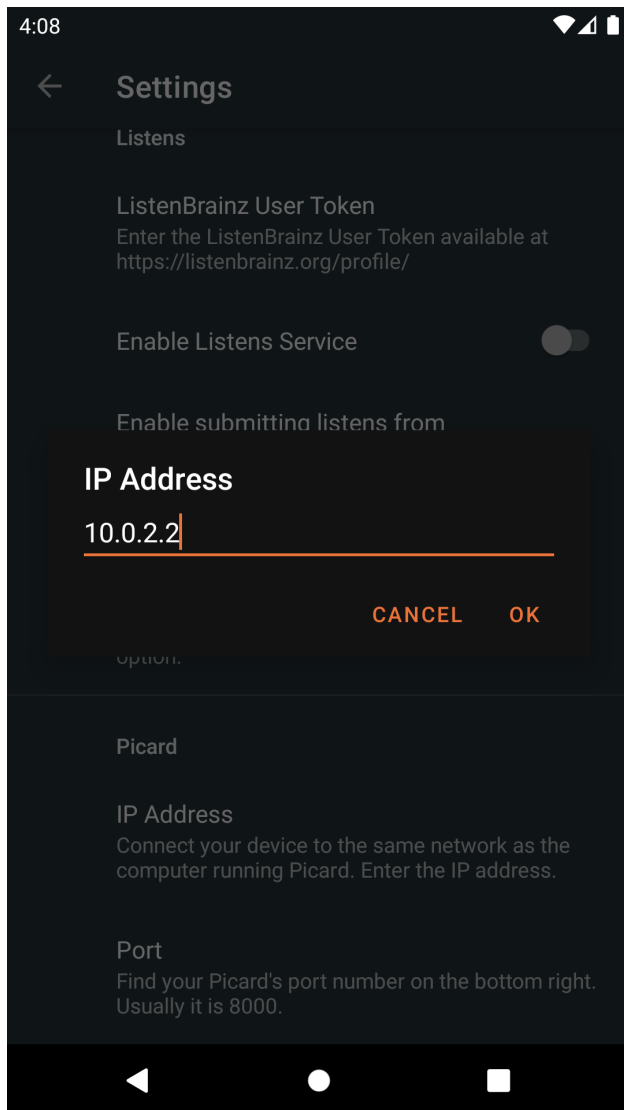 4:08
Settings
Listens
ListenBrainz User Token
Enter the ListenBrainz User Token available at
https://listenbrainz.org/profile/
Enable Listens Service
Enable submitting listens from
IP Address
10.0.2.2
CANCEL
OK
option.
Picard
IP Address
Connect your device to the same network as the
computer running Picard. Enter the IP address.
Port
Find your Picard's port number on the bottom right.
Usually it is 8000.